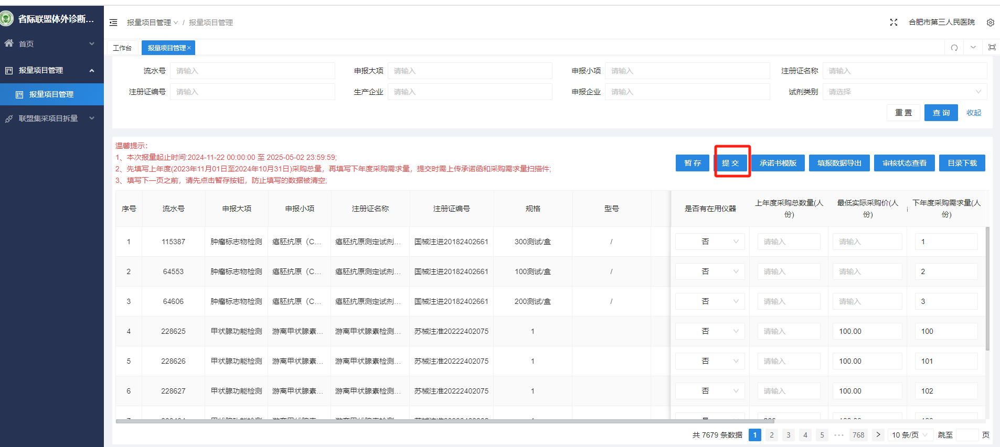 省际联盟体外诊断...
首页
报量项目管理
报量项目管理
联盟集采项目拆量
报量项目管理 / 报量项目管理
合肥市第三人民医院
工作台
报量项目管理 ×
流水号 请输入 申报大项 请输入 申报小项 请输入 注册证名称 请输入
注册证编号 请输入 生产企业 请输入 申报企业 请输入 试剂类别 请选择
重置 查询 收起
温馨提示:
1、本次报量起止时间:2024-11-22 00:00:00 至 2025-05-02 23:59:59;
2、先填写上年度(2023年11月01日至2024年10月31日)采购总量，再填写下年度采购需求量，提交时需上传承诺函和采购需求量扫描件;
3、填写下一页之前，请先点击暂存按钮，防止填写的数据被清空;
暂存 提交 承诺书模版 填报数据导出 审核状态查看 目录下载
序号 流水号 申报大项 申报小项 注册证名称 注册证编号 规格 型号 是否有在用仪器 上年度采购总数量(人份) 最低实际采购价(人份) 下年度采购需求量(人份)
1 115387 肿瘤标志物检测 癌胚抗原（C... 癌胚抗原测定试剂... 国械注进20182402661 300测试/盒 / 否 请输入 请输入 1
2 64553 肿瘤标志物检测 癌胚抗原（C... 癌胚抗原测定试剂... 国械注进20182402661 100测试/盒 / 否 请输入 请输入 2
3 64606 肿瘤标志物检测 癌胚抗原（C... 癌胚抗原测定试剂... 国械注进20182402661 200测试/盒 / 否 请输入 请输入 3
4 228625 甲状腺功能检测 游离甲状腺素... 游离甲状腺素检测... 苏械注准20222402075 1 否 请输入 100.00 100
5 228626 甲状腺功能检测 游离甲状腺素... 游离甲状腺素检测... 苏械注准20222402075 1 否 请输入 100.00 101
6 228627 甲状腺功能检测 游离甲状腺素... 游离甲状腺素检测... 苏械注准20222402075 1 否 请输入 100.00 102
共 7679 条数据 1 2 3 4 5 ••• 768 > 10 条/页 跳至 页